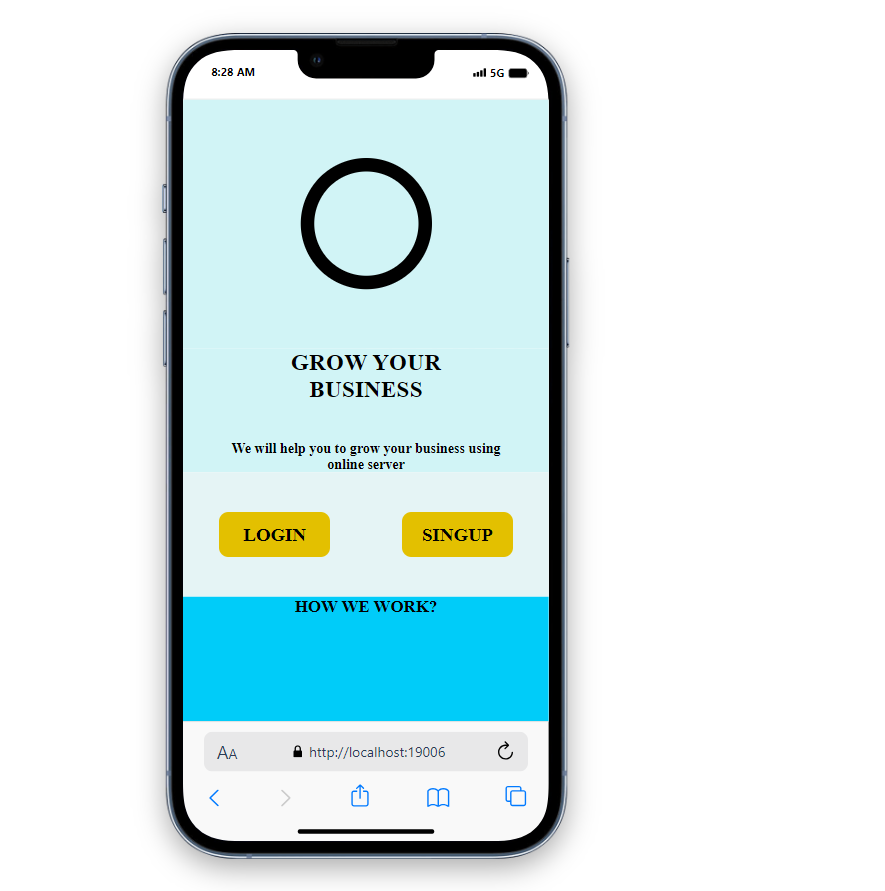 8:28 AM 5G
GROW YOUR
BUSINESS
We will help you to grow your business using
online server
LOGIN SINGUP
HOW WE WORK?
AA http://localhost:19006